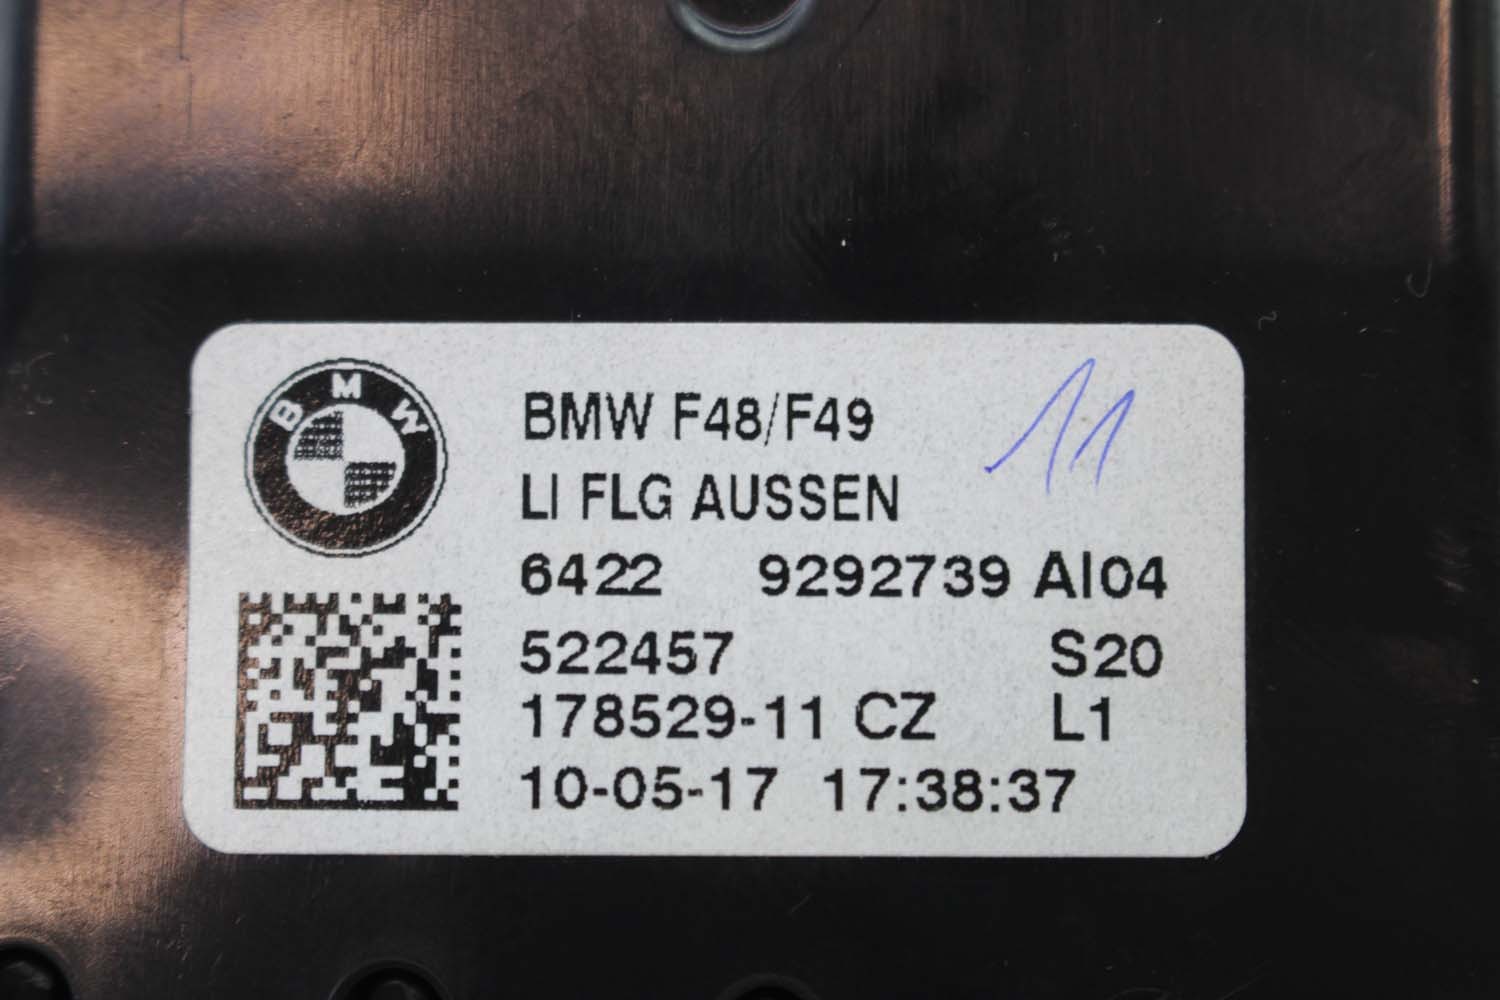 BMW
BMW F48/F49
11
LI FLG AUSSEN
6422 9292739 AI04
522457 S20
178529-11 CZ L1
10-05-17 17:38:37